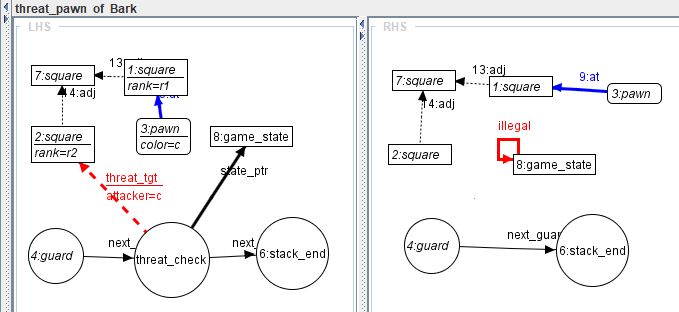 threat_pawn of Bark
LHS
7:square
13
1:square
rank=r1
14:adj
2:square
rank=r2
3:pawn
color=c
8:game_state
threat_tgt
attacker=c
state_ptr
4:guard
next_
threat_check
next_
6:stack_end
RHS
7:square
13:adj
1:square
9:at
3:pawn
14:adj
2:square
illegal
8:game_state
4:guard
next_guar
6:stack_end